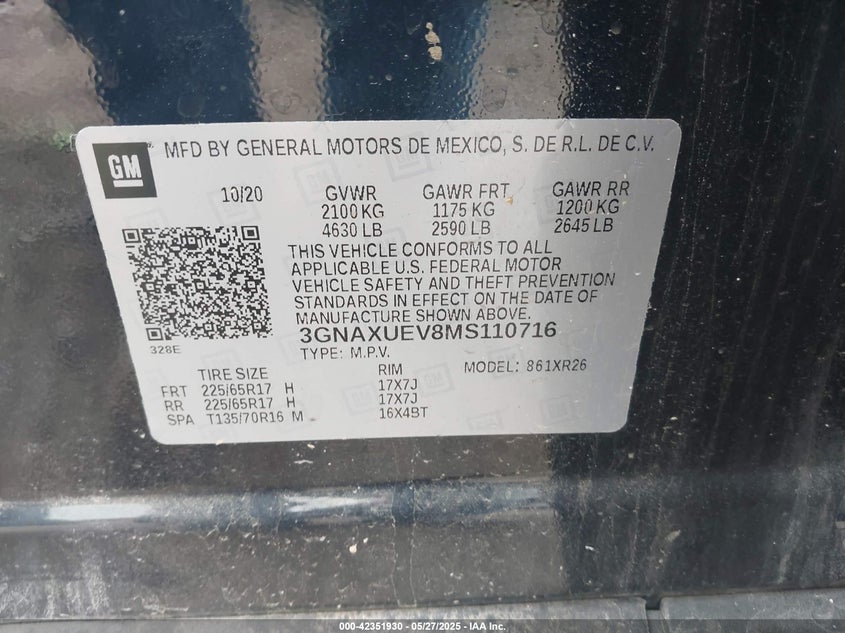 GM
MFD BY GENERAL MOTORS DE MEXICO, S. DE R.L. DE C.V.
10/20 GVWR GAWR FRT GAWR RR
2100 KG 1175 KG 1200 KG
4630 LB 2590 LB 2645 LB
THIS VEHICLE CONFORMS TO ALL
APPLICABLE U.S. FEDERAL MOTOR
VEHICLE SAFETY AND THEFT PREVENTION
STANDARDS IN EFFECT ON THE DATE OF
MANUFACTURE SHOWN ABOVE.
3GNAXUEV8MS110716
328E
TYPE: M.P.V.
TIRE SIZE RIM MODEL: 861XR26
FRT 225/65R17 H 17X7J
RR 225/65R17 H 17X7J
SPA T135/70R16 M 16X4BT
000-42351930 - 05/27/2025 - IAA Inc.